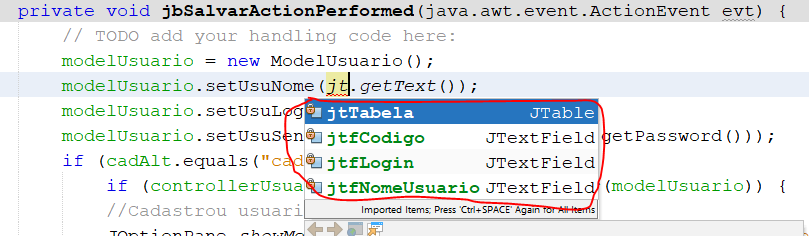 private void jbSalvarActionPerformed(java.awt.event.ActionEvent evt) {
// TODO add your handling code here:
modelUsuario = new ModelUsuario();
modelUsuario.setUsuNome(jt.getText());
modelUsuario.setUsuLog
jtTabela JTable
modelUsuario.setUsuSen
jtfCodigo JTextField
getPassword()));
if (cadAlt.equals("cad
jtfLogin JTextField
if (controllerUsua
jtfNomeUsuario JTextField
(modelUsuario)) {
//Cadastrou usuari
Imported Items; Press 'Ctrl+SPACE' Again for All Items